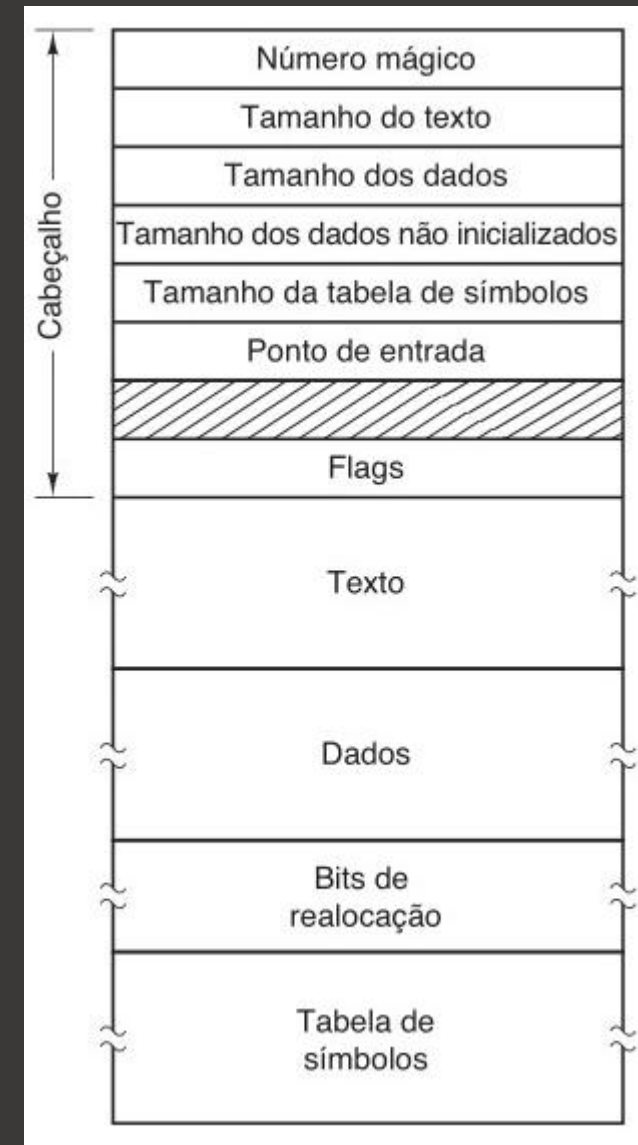 Cabeçalho
Número mágico
Tamanho do texto
Tamanho dos dados
Tamanho dos dados não inicializados
Tamanho da tabela de símbolos
Ponto de entrada
Flags
Texto
Dados
Bits de
realocação
Tabela de
símbolos